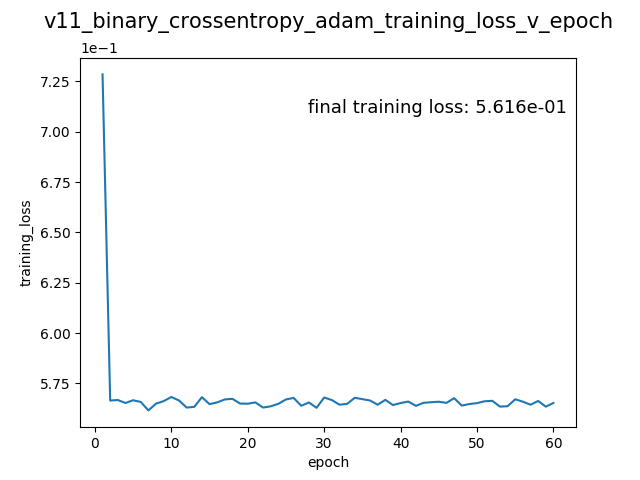 v11_binary_crossentropy_adam_training_loss_v_epoch
1e−1
final training loss: 5.616e-01
7.25
7.00
6.75
6.50
6.25
6.00
5.75
training_loss
0 10 20 30 40 50 60
epoch